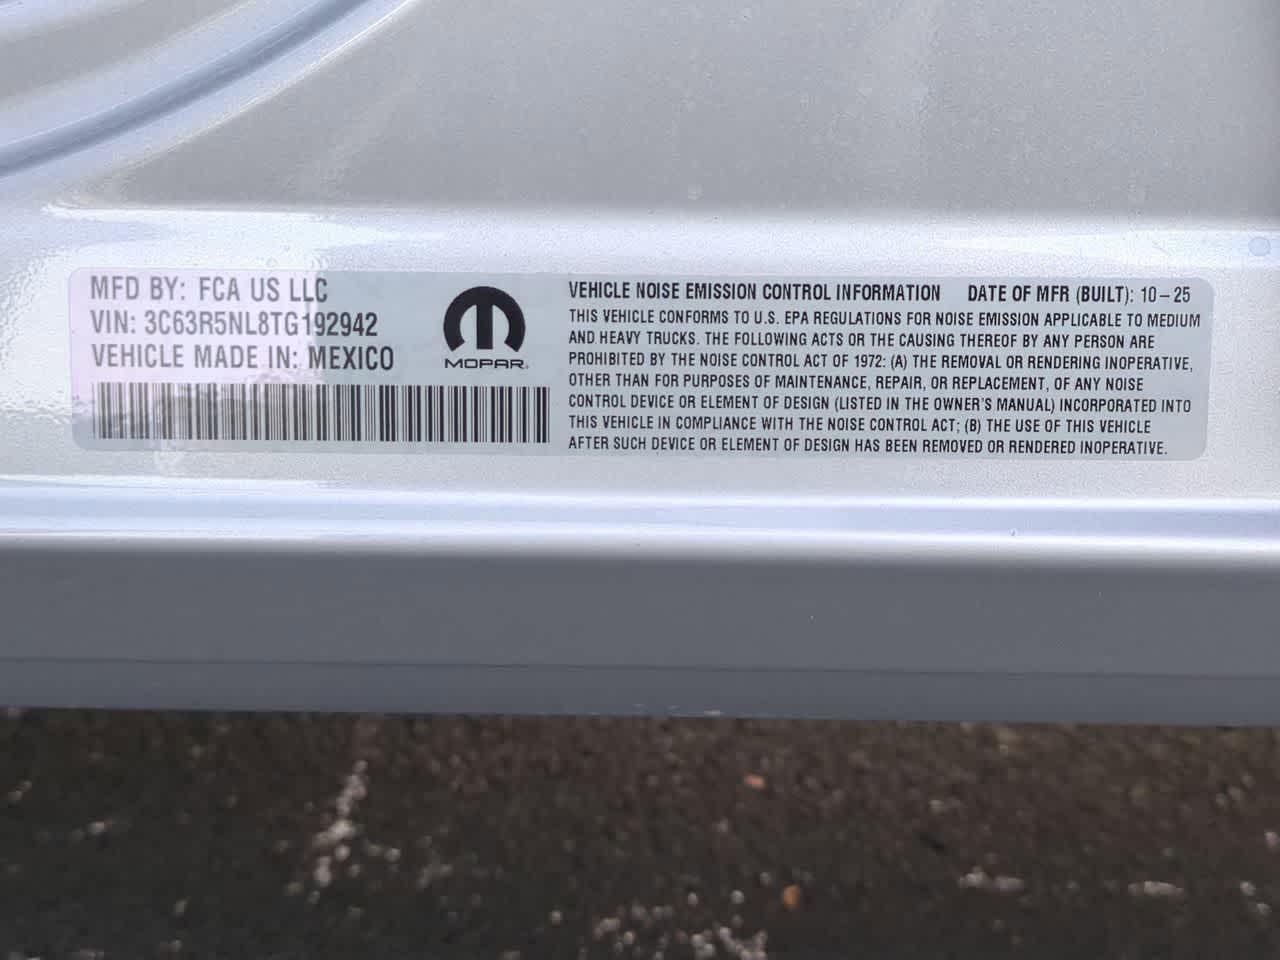 MFD BY: FCA US LLC
VIN: 3C63R5NL8TG192942
VEHICLE MADE IN: MEXICO
MOPAR
VEHICLE NOISE EMISSION CONTROL INFORMATION DATE OF MFR (BUILT): 10-25
THIS VEHICLE CONFORMS TO U.S. EPA REGULATIONS FOR NOISE EMISSION APPLICABLE TO MEDIUM
AND HEAVY TRUCKS. THE FOLLOWING ACTS OR THE CAUSING THEREOF BY ANY PERSON ARE
PROHIBITED BY THE NOISE CONTROL ACT OF 1972: (A) THE REMOVAL OR RENDERING INOPERATIVE,
OTHER THAN FOR PURPOSES OF MAINTENANCE, REPAIR, OR REPLACEMENT, OF ANY NOISE
CONTROL DEVICE OR ELEMENT OF DESIGN (LISTED IN THE OWNER'S MANUAL) INCORPORATED INTO
THIS VEHICLE IN COMPLIANCE WITH THE NOISE CONTROL ACT; (B) THE USE OF THIS VEHICLE
AFTER SUCH DEVICE OR ELEMENT OF DESIGN HAS BEEN REMOVED OR RENDERED INOPERATIVE.